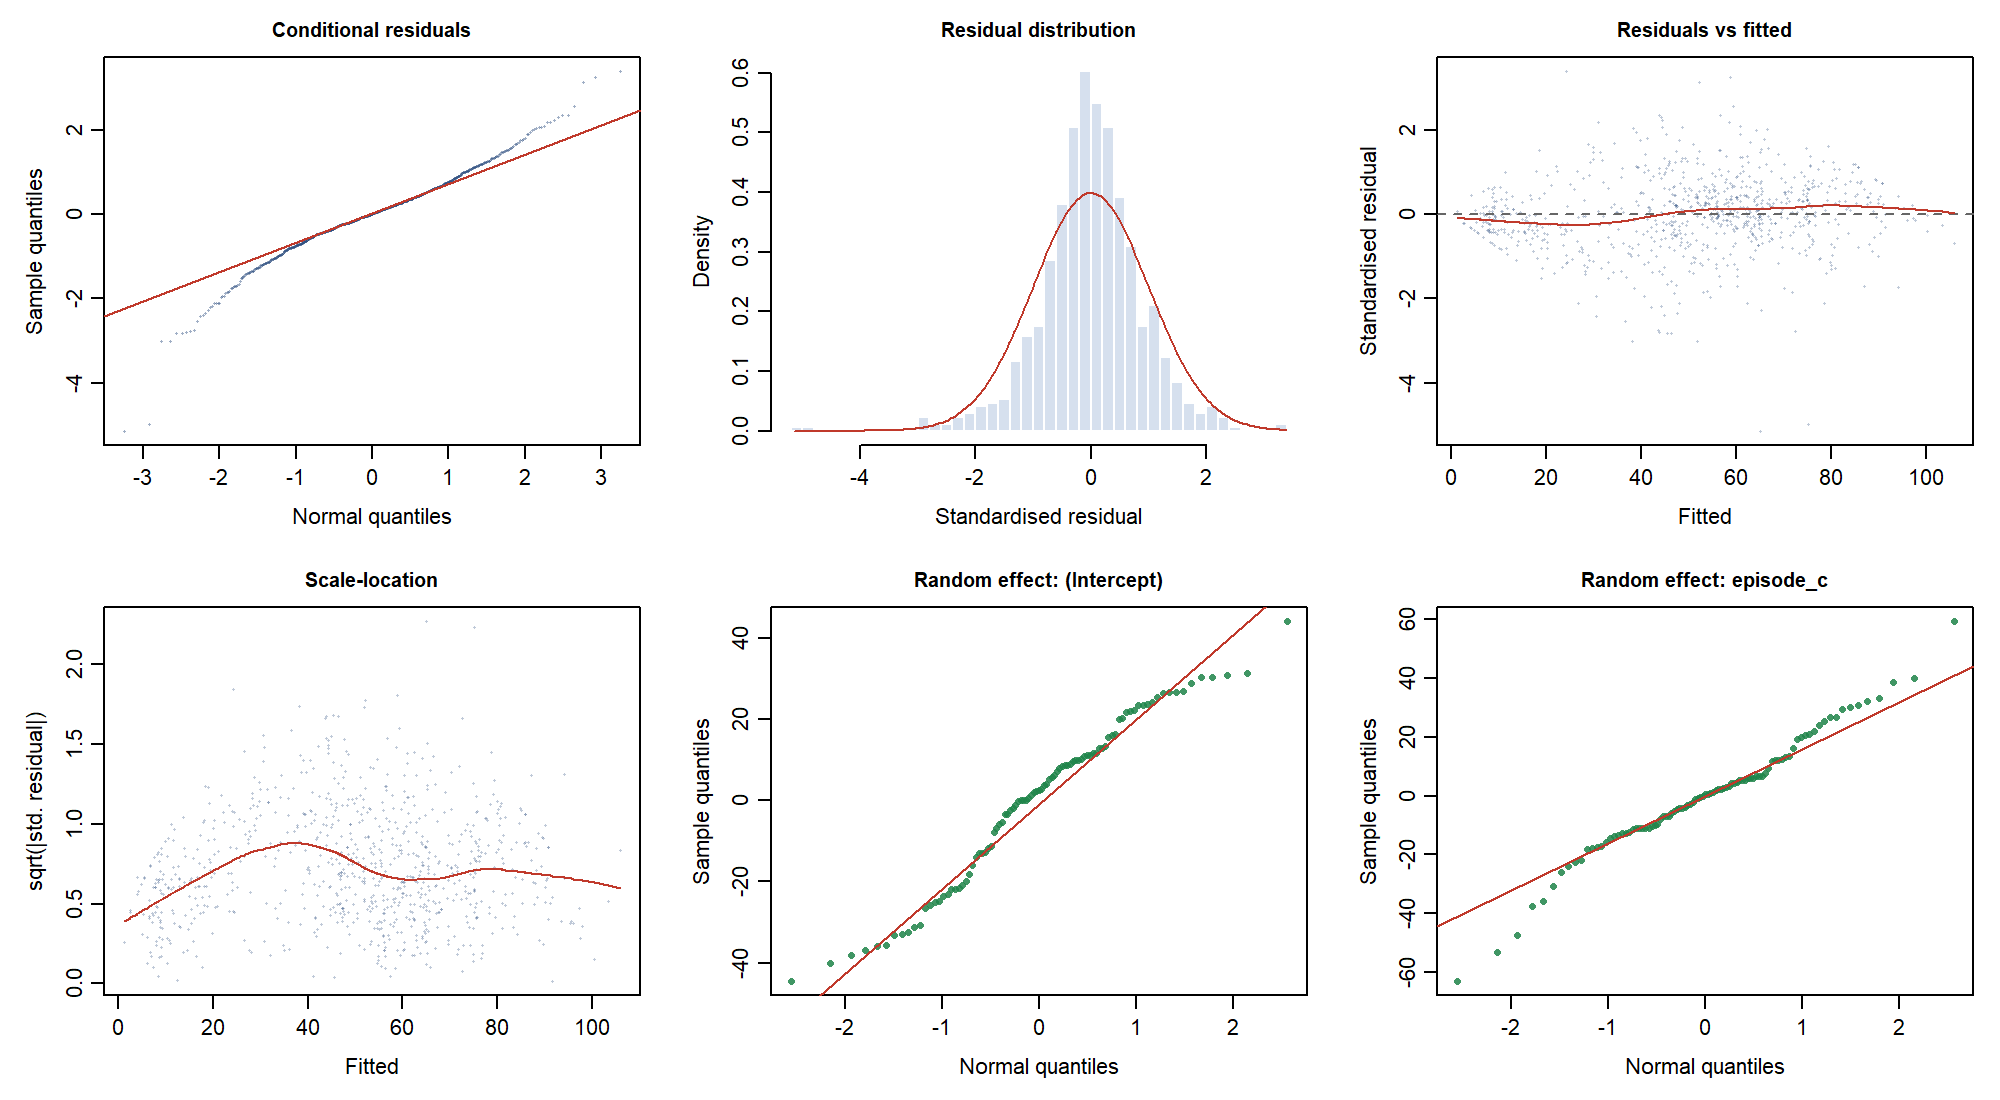 Conditional residuals
Sample quantiles
-4 -2 0 2
-3 -2 -1 0 1 2 3
Normal quantiles
Residual distribution
Density
0.0 0.1 0.2 0.3 0.4 0.5 0.6
-4 -2 0 2
Standardised residual
Residuals vs fitted
Standardised residual
-4 -2 0 2
0 20 40 60 80 100
Fitted
Scale-location
sqrt(|std. residual|)
0.0 0.5 1.0 1.5 2.0
0 20 40 60 80 100
Fitted
Random effect: (Intercept)
Sample quantiles
-40 -20 0 20 40
-2 -1 0 1 2
Normal quantiles
Random effect: episode_c
Sample quantiles
-60 -40 -20 0 20 40 60
-2 -1 0 1 2
Normal quantiles